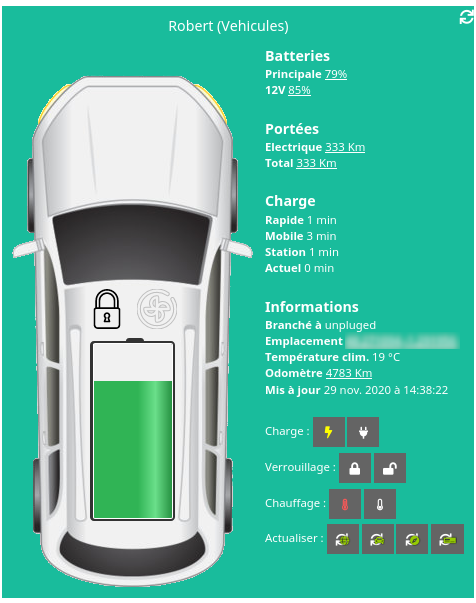 Robert (Vehicules)
Batteries
Principale 79%
12V 85%
Portées
Electrique 333 Km
Total 333 Km
Charge
Rapide 1 min
Mobile 3 min
Station 1 min
Actuel 0 min
Informations
Branché à unpluged
Emplacement
Température clim. 19 °C
Odomètre 4783 Km
Mis à jour 29 nov. 2020 à 14:38:22
Charge :
Verrouillage :
Chauffage :
Actualiser :